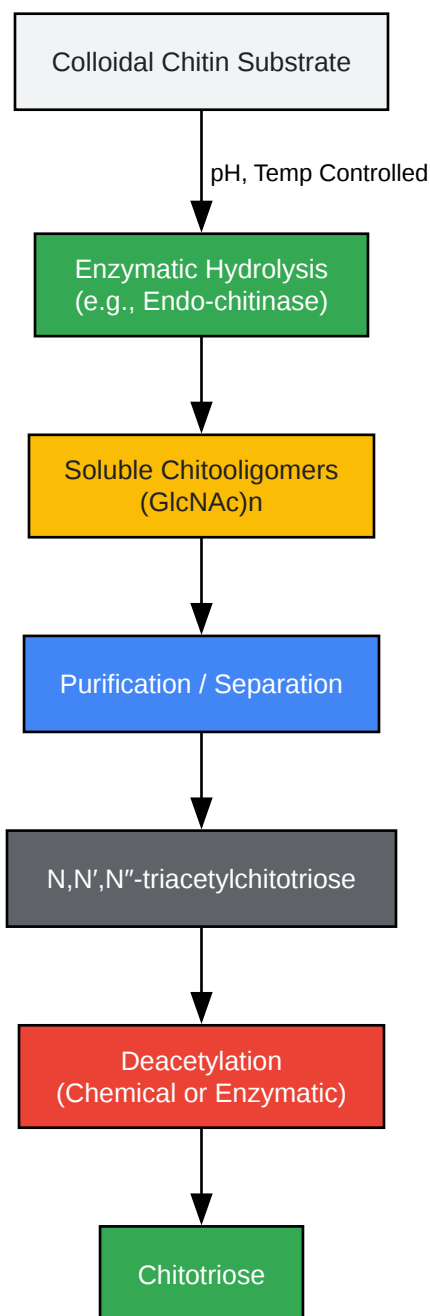 Colloidal Chitin Substrate
pH, Temp Controlled
Enzymatic Hydrolysis
(e.g., Endo-chitinase)
Soluble Chitooligomers
(GlcNAc)n
Purification / Separation
N,N′,N″-triacetylchitotriose
Deacetylation
(Chemical or Enzymatic)
Chitotriose